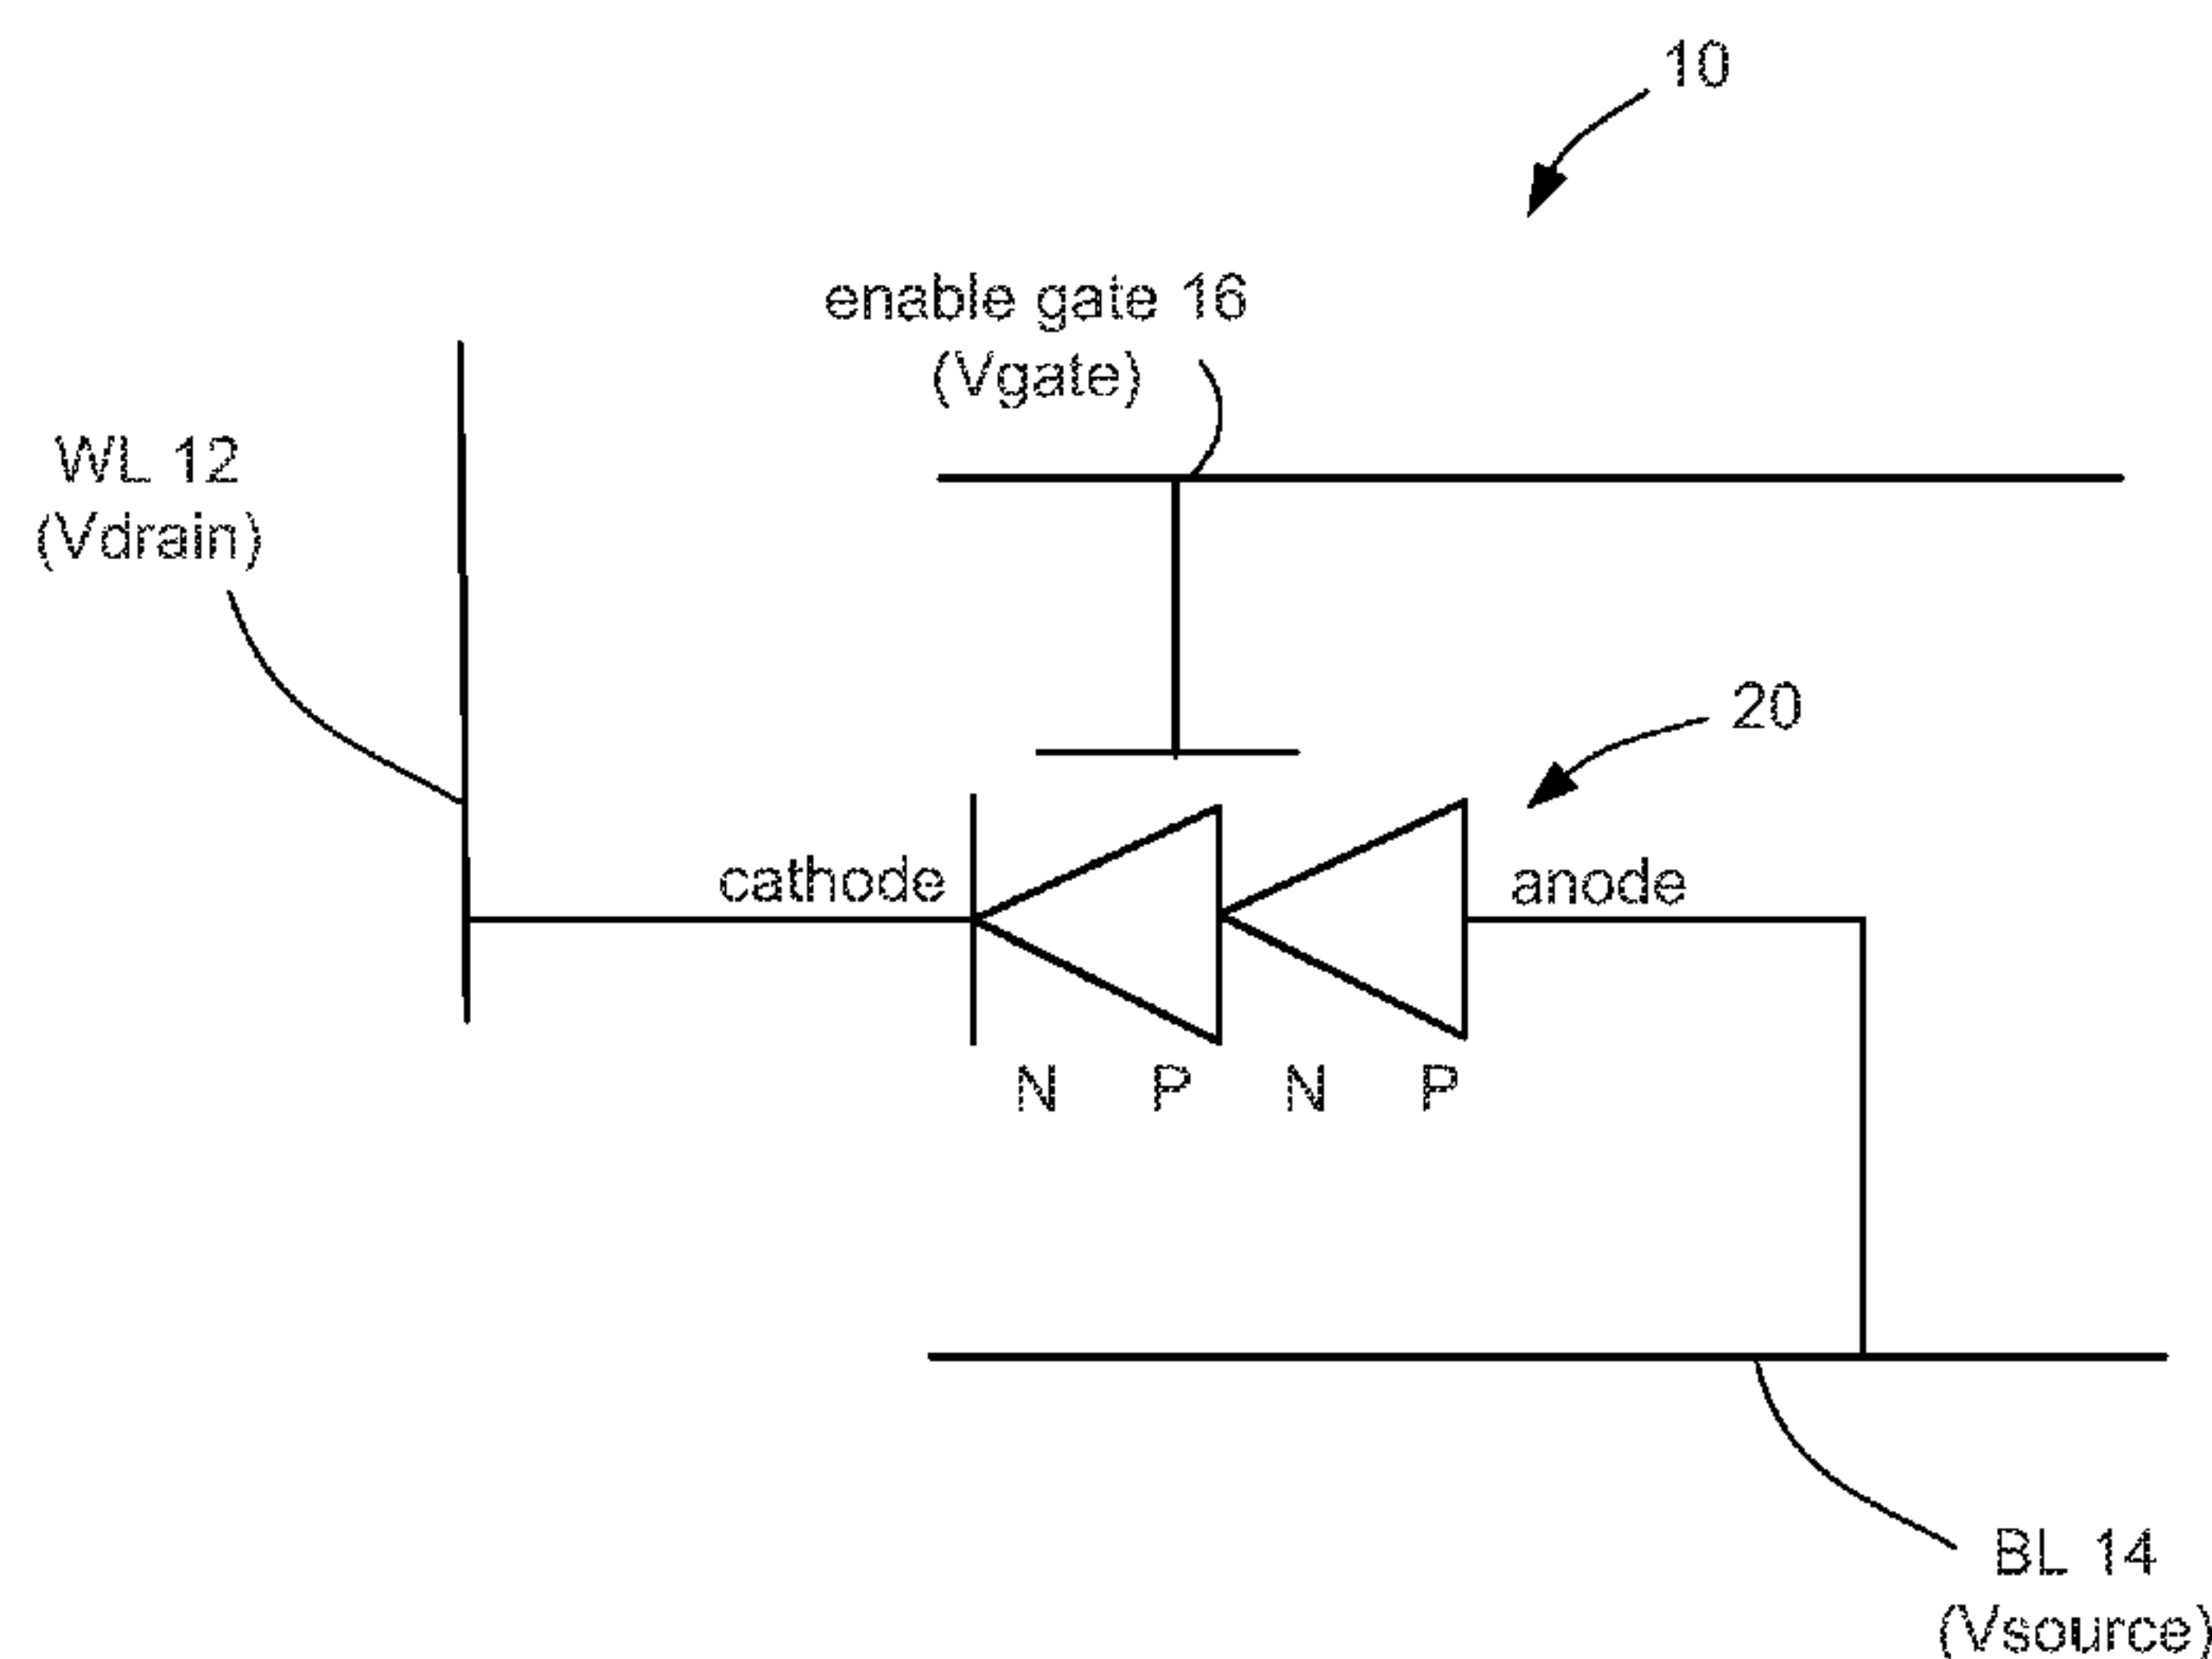 10
enable gate 16
(Vgate)
WL 12
(Vdrain)
20
cathode
anode
N P N P
BL 14
(Vsource)